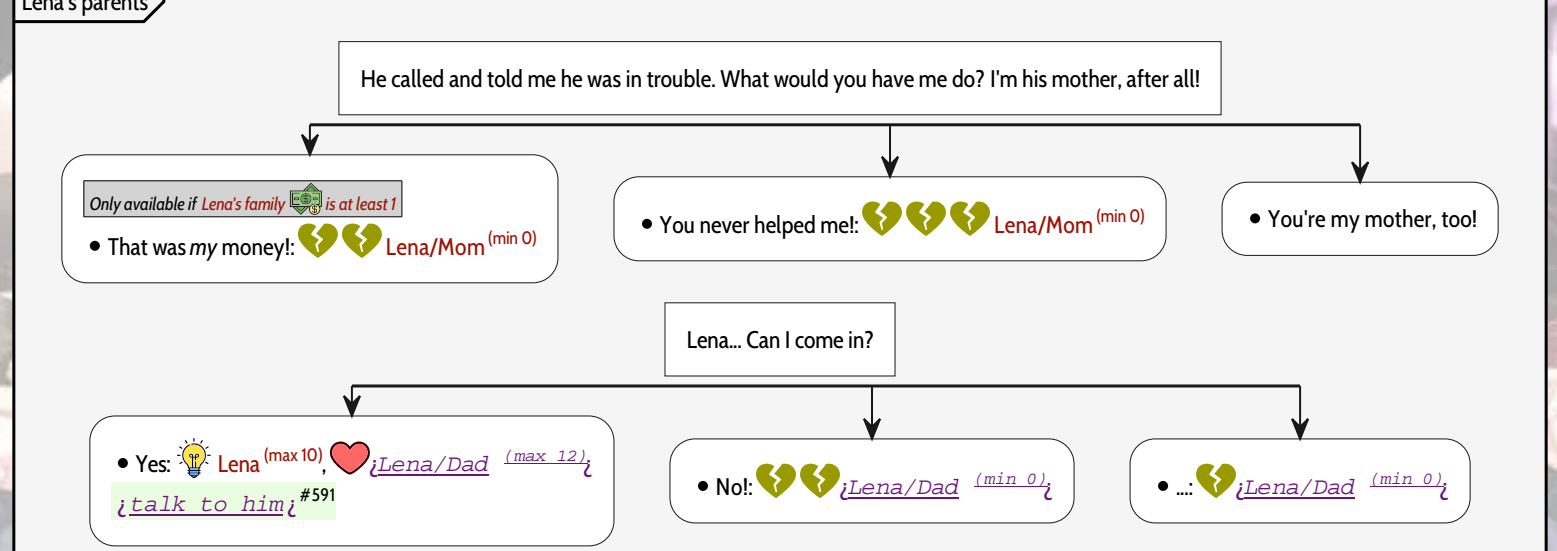 Lena's parents
He called and told me he was in trouble. What would you have me do? I'm his mother, after all!
Only available if Lena's family is at least 1
• That was my money!: Lena/Mom (min 0)
• You never helped me!: Lena/Mom (min 0)
• You're my mother, too!
Lena... Can I come in?
• Yes: Lena (max 10), ¿Lena/Dad (max 12)¿
¿talk to him¿ #591
• No!: ¿Lena/Dad (min 0)¿
• ...: ¿Lena/Dad (min 0)¿